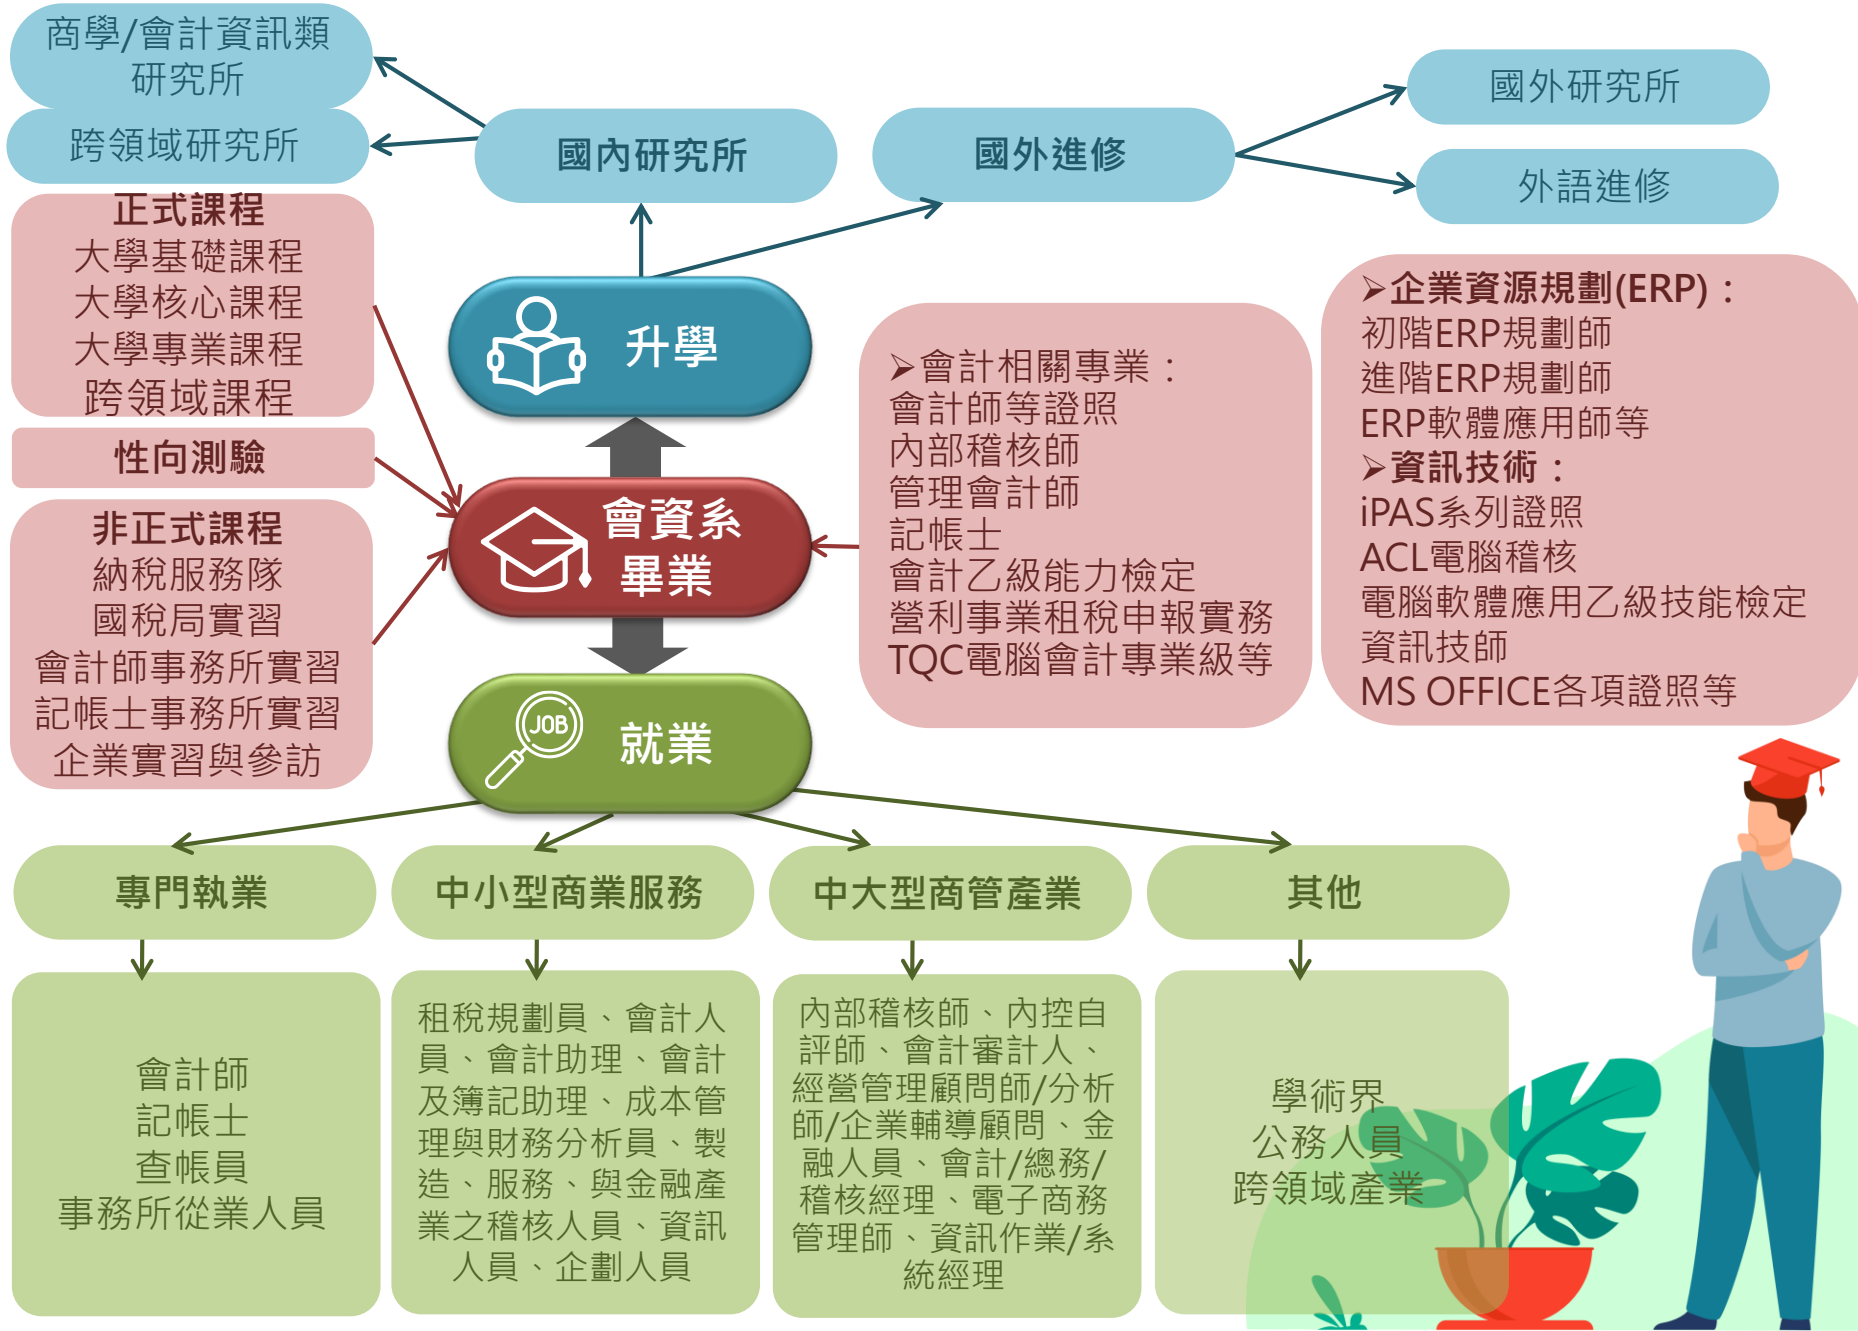 商學/會計資訊類
研究所
跨領域研究所
國內研究所
國外進修
國外研究所
外語進修
正式課程
大學基礎課程
大學核心課程
大學專業課程
跨領域課程
性向測驗
非正式課程
納稅服務隊
國稅局實習
會計師事務所實習
記帳士事務所實習
企業實習與參訪
升學
會資系
畢業
JOB
就業
➢會計相關專業：
會計師等證照
內部稽核師
管理會計師
記帳士
會計乙級能力檢定
營利事業租稅申報實務
TQC電腦會計專業級等
➢企業資源規劃(ERP)：
初階ERP規劃師
進階ERP規劃師
ERP軟體應用師等
➢資訊技術：
iPAS系列證照
ACL電腦稽核
電腦軟體應用乙級技能檢定
資訊技師
MS OFFICE各項證照等
專門執業
中小型商業服務
中大型商管產業
其他
會計師
記帳士
查帳員
事務所從業人員
租稅規劃員、會計人
員、會計助理、會計
及簿記助理、成本管
理與財務分析員、製
造、服務、與金融產
業之稽核人員、資訊
人員、企劃人員
內部稽核師、內控自
評師、會計審計人、
經營管理顧問師/分析
師/企業輔導顧問、金
融人員、會計/總務/
稽核經理、電子商務
管理師、資訊作業/系
統經理
學術界
公務人員
跨領域產業